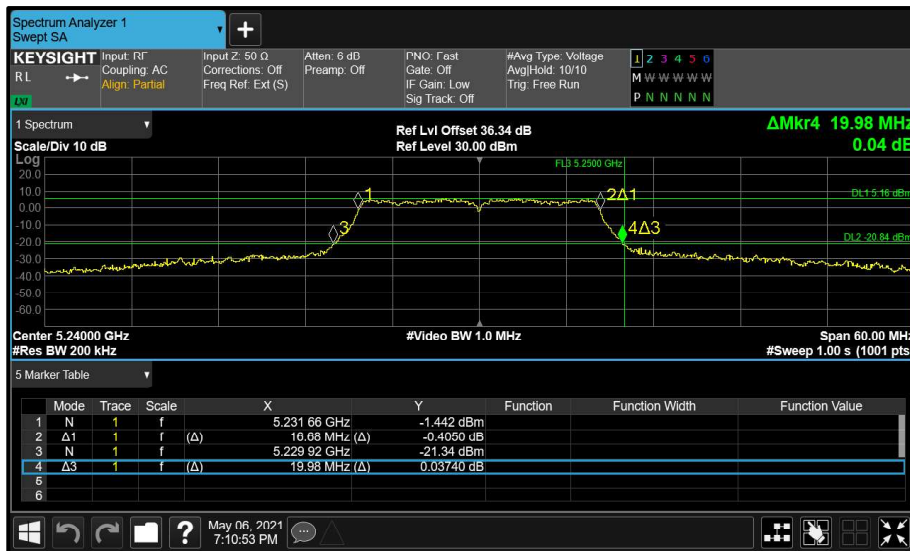 Spectrum Analyzer 1
Swept SA
+
KEYSIGHT
RL
LXI
Input: RF
Coupling: AC
Align: Partial
Input Z: 50 Ω
Corrections: Off
Freq Ref: Ext (S)
Atten: 6 dB
Preamp: Off
PNO: Fast
Gate: Off
IF Gain: Low
Sig Track: Off
#Avg Type: Voltage
Avg|Hold: 10/10
Trig: Free Run
1 2 3 4 5 6
M W W W W W
P N N N N N
1 Spectrum
Scale/Div 10 dB
Ref Lvl Offset 36.34 dB
Ref Level 30.00 dBm
ΔMkr4 19.98 MHz
0.04 dB
Log
FL3 5.2500 GHz
20.0
10.0
1
2Δ1
DL1 5.16 dBm
0.00
-10.0
3
4Δ3
-20.0
DL2 -20.84 dBm
-30.0
-40.0
-50.0
-60.0
Center 5.24000 GHz
#Video BW 1.0 MHz
Span 60.00 MHz
#Res BW 200 kHz
#Sweep 1.00 s (1001 pts
5 Marker Table
Mode Trace Scale X Y Function Function Width Function Value
1 N 1 f 5.231 66 GHz -1.442 dBm
2 Δ1 1 f (Δ) 16.68 MHz (Δ) -0.4050 dB
3 N 1 f 5.229 92 GHz -21.34 dBm
4 Δ3 1 f (Δ) 19.98 MHz (Δ) 0.03740 dB
5
6
?
May 06, 2021
7:10:53 PM